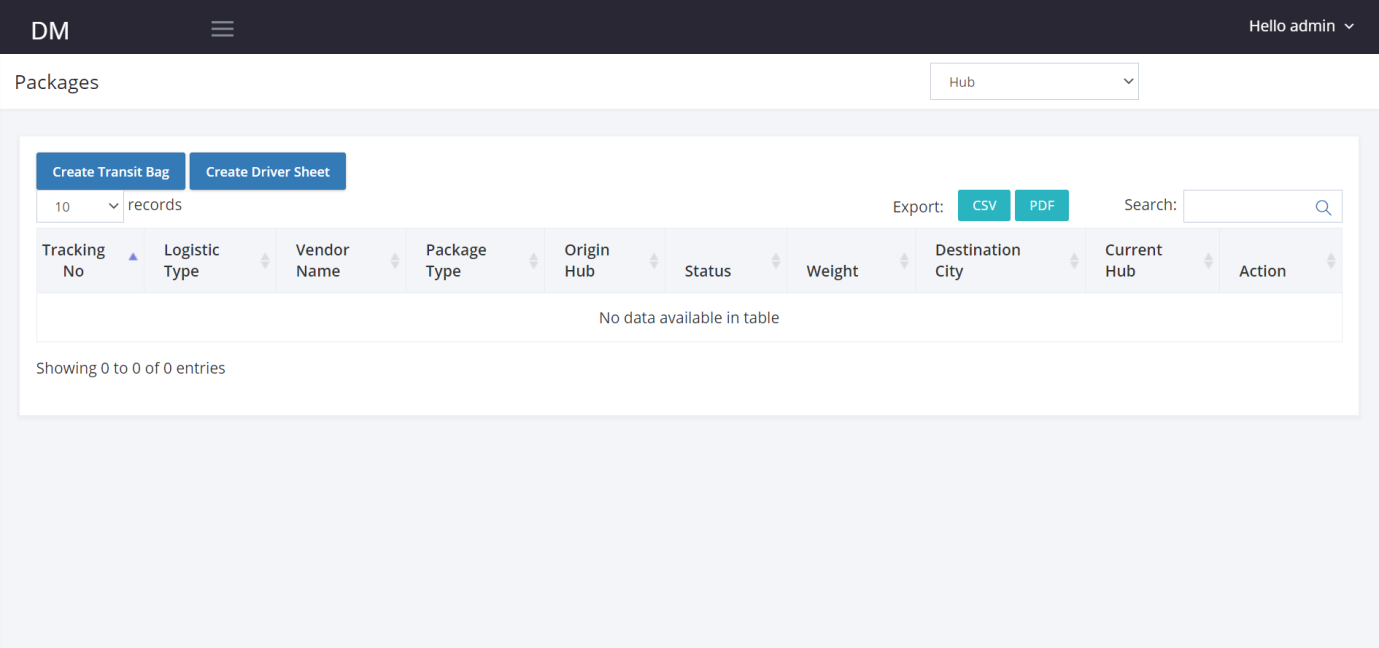 DM
Hello admin
Packages
Hub
Create Transit Bag
Create Driver Sheet
10
records
Export:
CSV
PDF
Search:
Tracking
No
Logistic
Type
Vendor
Name
Package
Type
Origin
Hub
Status
Weight
Destination
City
Current
Hub
Action
No data available in table
Showing 0 to 0 of 0 entries